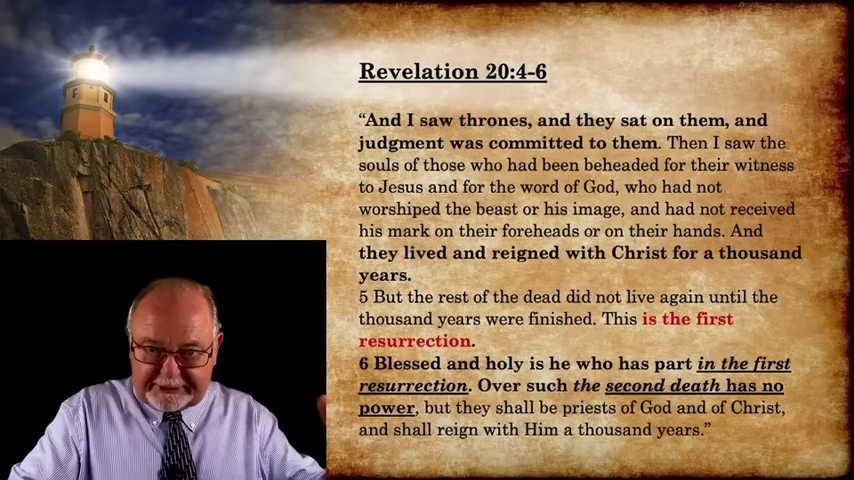 Revelation 20:4-6
“And I saw thrones, and they sat on them, and
judgment was committed to them. Then I saw the
souls of those who had been beheaded for their witness
to Jesus and for the word of God, who had not
worshiped the beast or his image, and had not received
his mark on their foreheads or on their hands. And
they lived and reigned with Christ for a thousand
years.
5 But the rest of the dead did not live again until the
thousand years were finished. This is the first
resurrection.
6 Blessed and holy is he who has part in the first
resurrection. Over such the second death has no
power, but they shall be priests of God and of Christ,
and shall reign with Him a thousand years.”